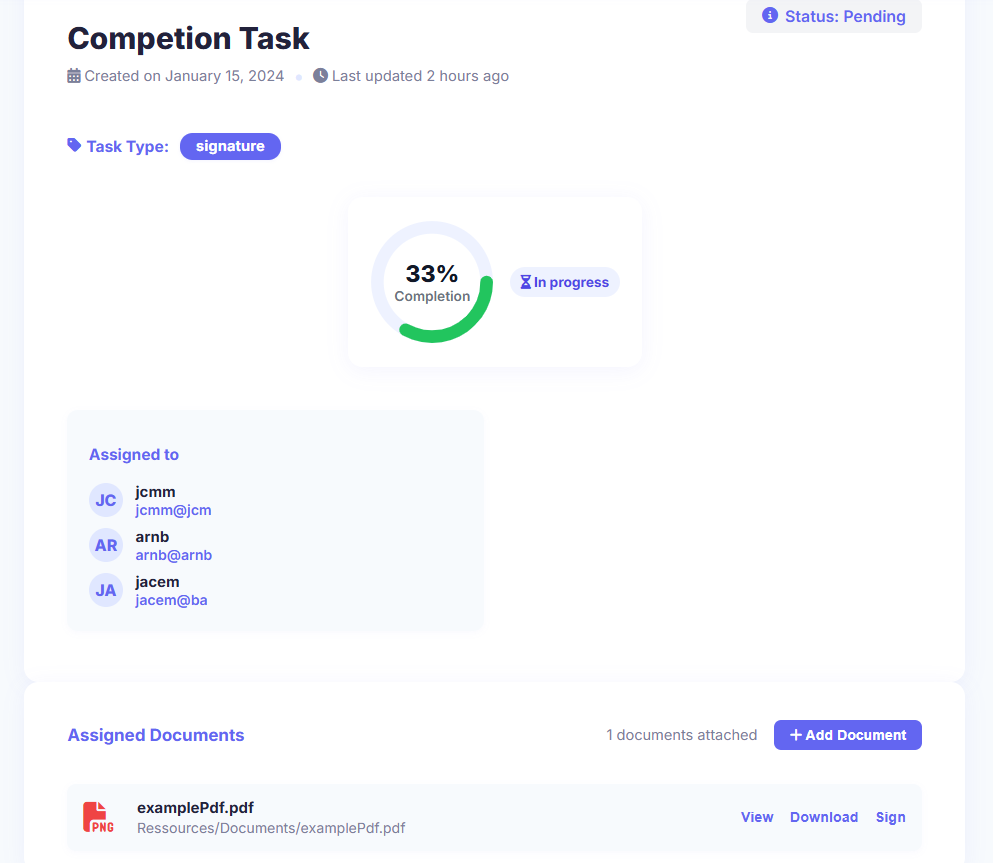 Status: Pending
Competion Task
Created on January 15, 2024 Last updated 2 hours ago
Task Type: signature
33%
Completion
In progress
Assigned to
JC
jcmm
jcmm@jcm
AR
arnb
arnb@arnb
JA
jacem
jacem@ba
Assigned Documents
1 documents attached
+ Add Document
PNG
examplePdf.pdf
Ressources/Documents/examplePdf.pdf
View Download Sign